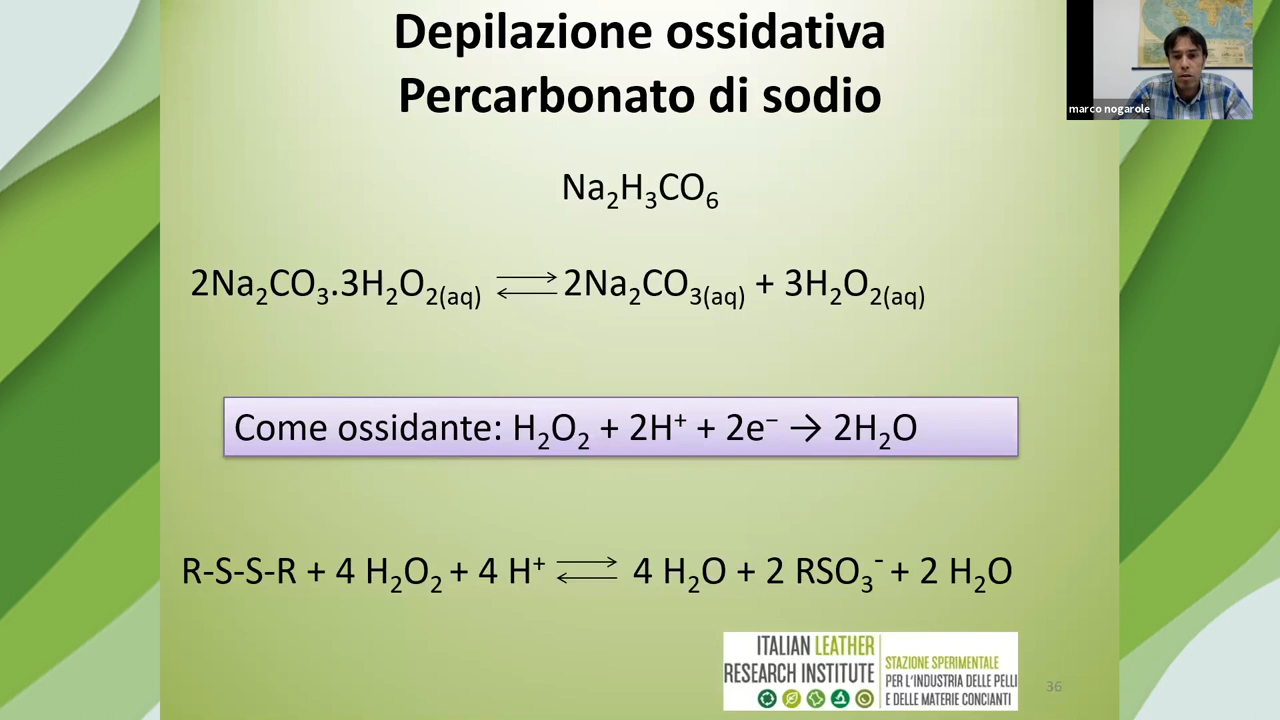 Depilazione ossidativa
Percarbonato di sodio
marco nogarole
Na₂H₃CO₆
2Na₂CO₃.3H₂O₂(aq) ⇌ 2Na₂CO₃(aq) + 3H₂O₂(aq)
Come ossidante: H₂O₂ + 2H⁺ + 2e⁻ → 2H₂O
R-S-S-R + 4 H₂O₂ + 4 H⁺ ⇌ 4 H₂O + 2 RSO₃⁻ + 2 H₂O
ITALIAN LEATHER
RESEARCH INSTITUTE
STAZIONE SPERIMENTALE
PER L'INDUSTRIA DELLE PELLI
E DELLE MATERIE CONCIANTI
36